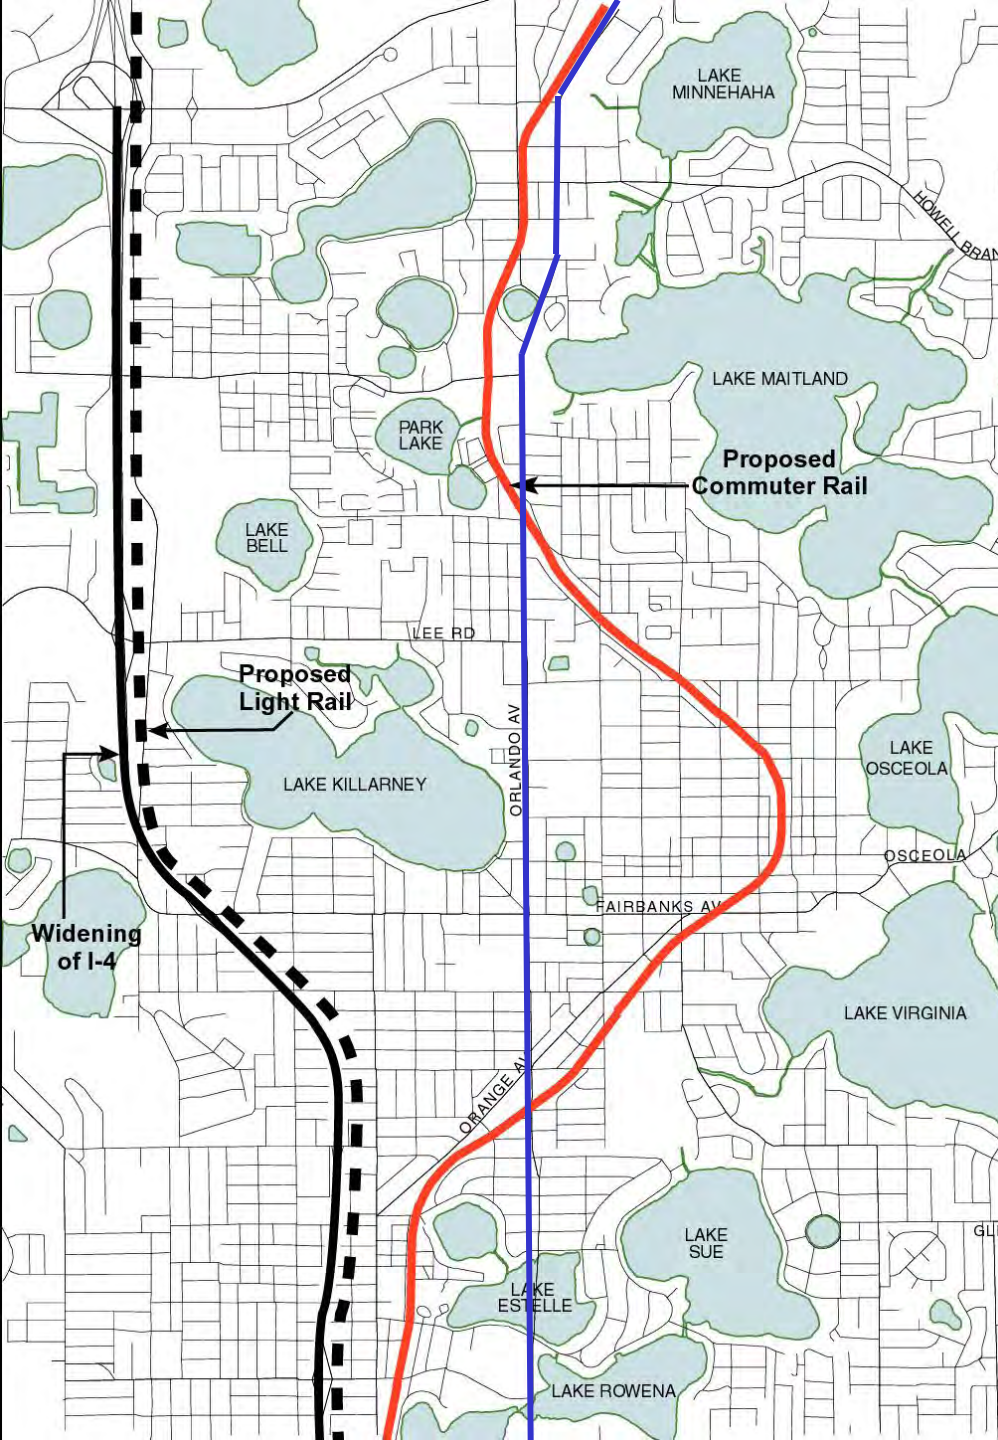 LAKE
MINNEHAHA
HOWELL BRAN
LAKE MAITLAND
PARK
LAKE
Proposed
Commuter Rail
LAKE
BELL
LEE RD
Proposed
Light Rail
ORLANDO AV
LAKE
OSCEOLA
LAKE KILLARNEY
OSCEOLA
FAIRBANKS AV
Widening
of I-4
LAKE VIRGINIA
ORANGE AV
LAKE
SUE
GLE
LAKE
ESTELLE
LAKE ROWENA